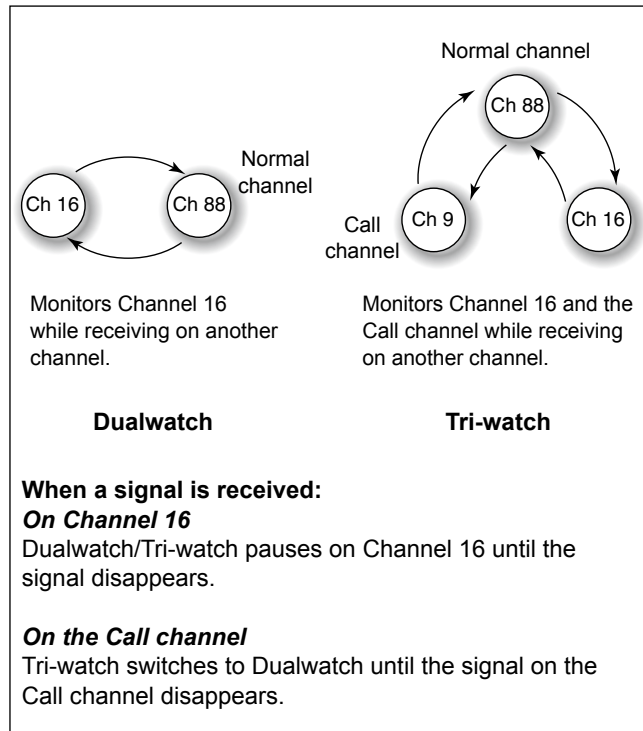 Normal channel
Ch 88
Ch 16
Ch 88
Normal
channel
Call
channel
Ch 9
Ch 16
Monitors Channel 16
while receiving on another
channel.
Monitors Channel 16 and the
Call channel while receiving
on another channel.
Dualwatch
Tri-watch
When a signal is received:
On Channel 16
Dualwatch/Tri-watch pauses on Channel 16 until the
signal disappears.
On the Call channel
Tri-watch switches to Dualwatch until the signal on the
Call channel disappears.